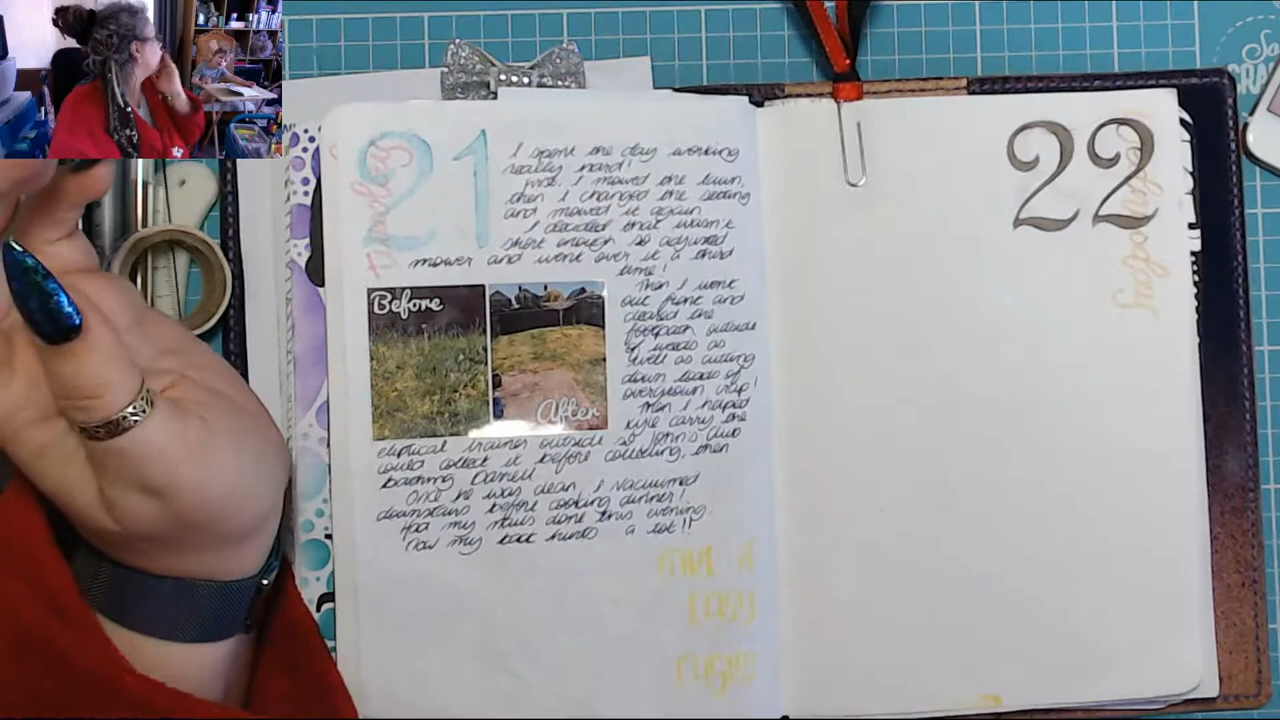 21
Tuesday
I spent the day working
really hard!
First, I mowed the lawn,
then I changed the setting
and mowed it again
I decided that wasn't
short enough so adjusted
mower and went over it a third
time!
Before
After
Then I went
out front and
cleared the
footpath outside
of weeds as
well as cutting
down loads of
overgrown crap!
Then I helped
Kyle carry the
eliptical trainer outside so John's Club
could collect it before cooking, then
bathing
Once he was clean, I vacuumed
downstairs before cooking dinner!
Had my nails done this evening.
Now my back hurts a lot!!
EASY
22
Wednesday